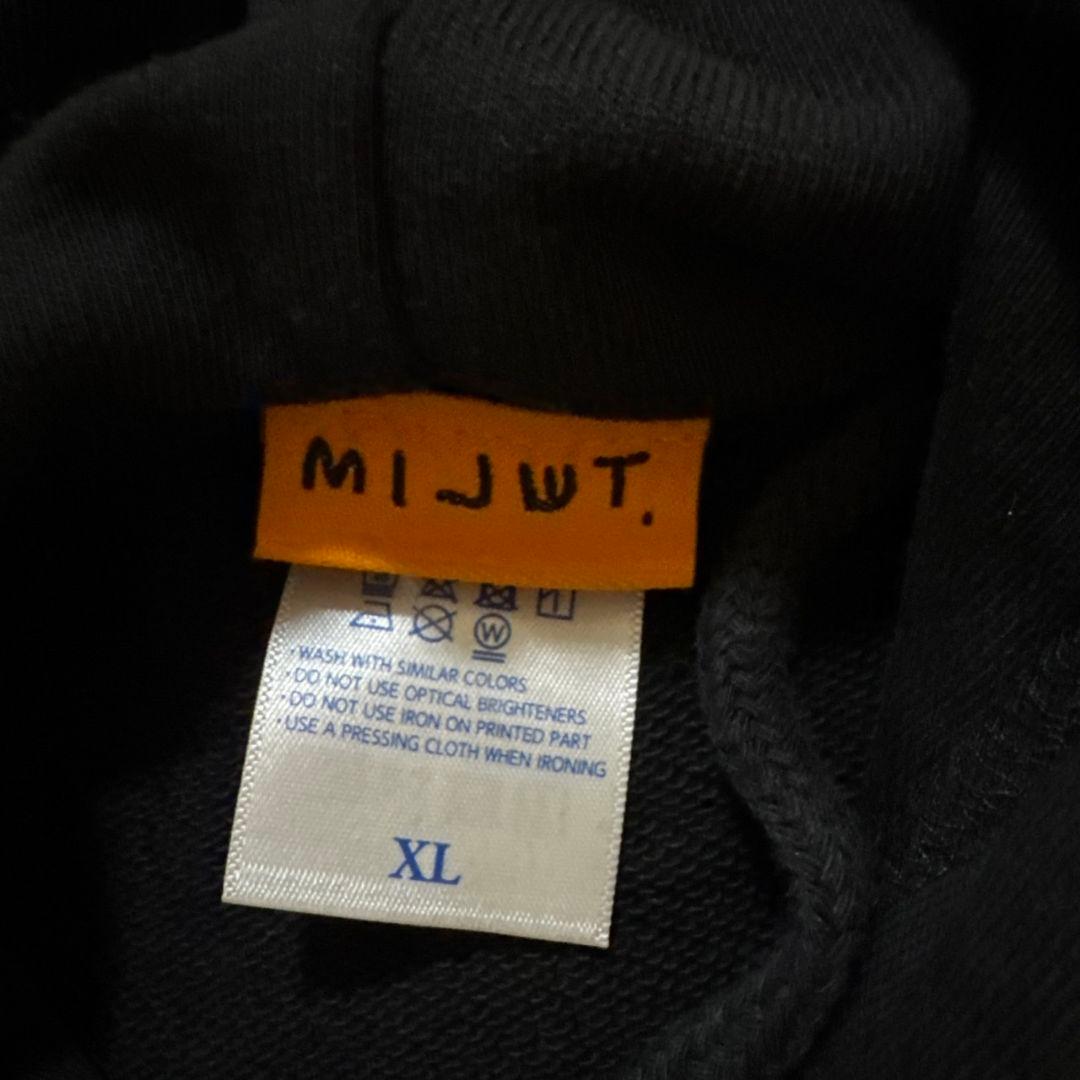 MIJWT.
W
· WASH WITH SIMILAR COLORS
· DO NOT USE OPTICAL BRIGHTENERS
· DO NOT USE IRON ON PRINTED PART
· USE A PRESSING CLOTH WHEN IRONING
XL